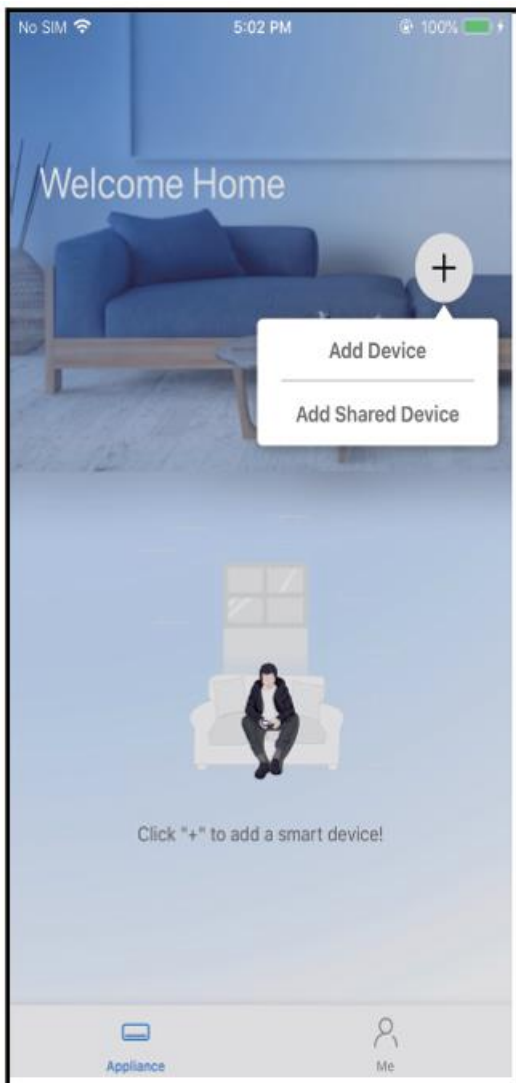 No SIM 5:02 PM 100%
Welcome Home
+
Add Device
Add Shared Device
Click "+" to add a smart device!
Appliance Me